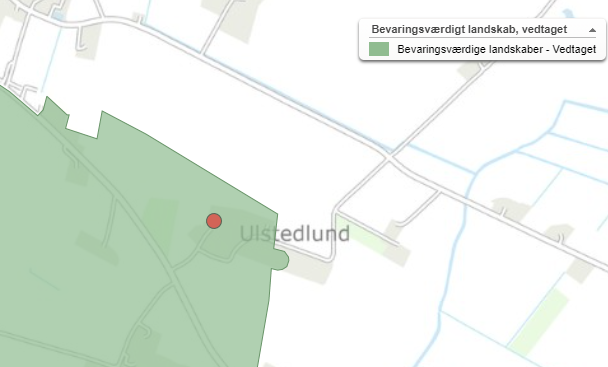 Bevaringsværdigt landskab, vedtaget
Bevaringsværdige landskaber - Vedtaget
Ulstedlund